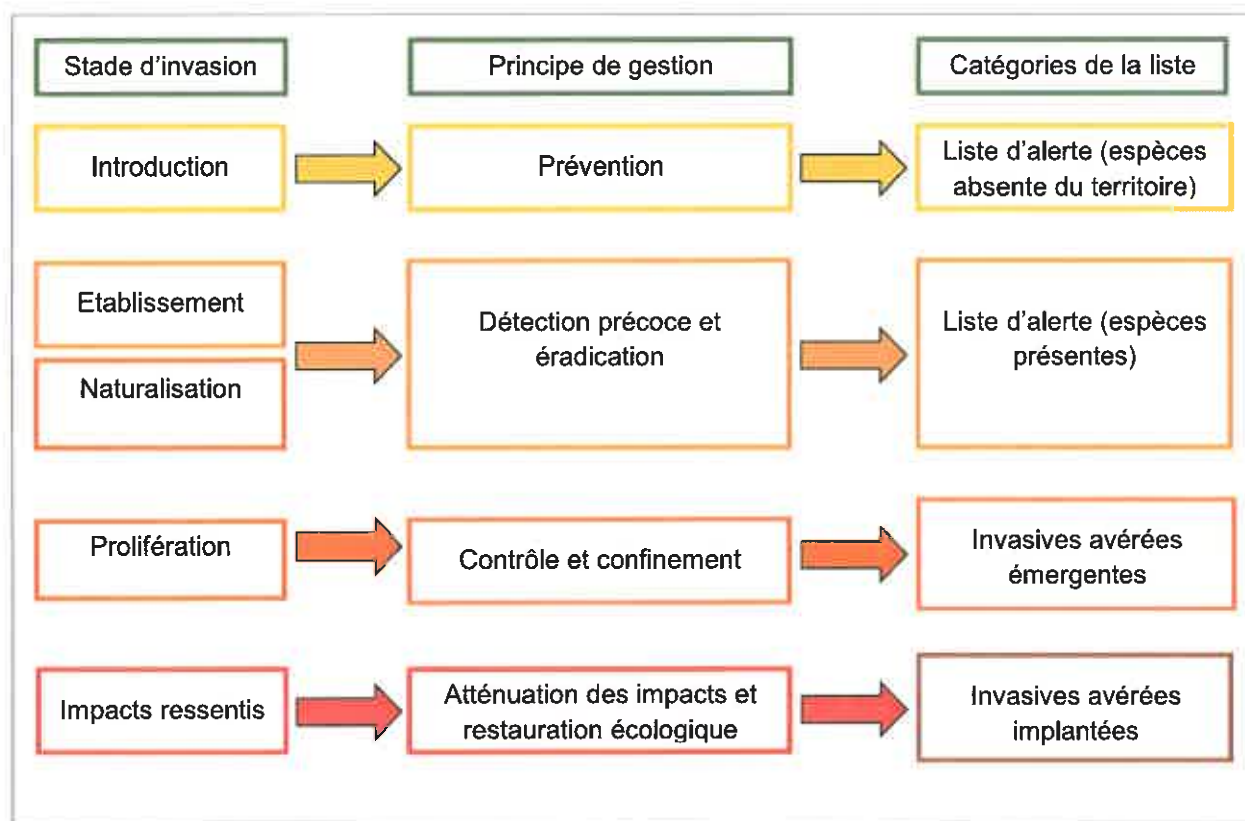 Stade d'invasion
Principe de gestion
Catégories de la liste
Introduction
Prévention
Liste d'alerte (espèces
absente du territoire)
Etablissement
Naturalisation
Détection précoce et
éradication
Liste d'alerte (espèces
présentes)
Prolifération
Contrôle et confinement
Invasives avérées
émergentes
Impacts ressentis
Atténuation des impacts et
restauration écologique
Invasives avérées
implantées